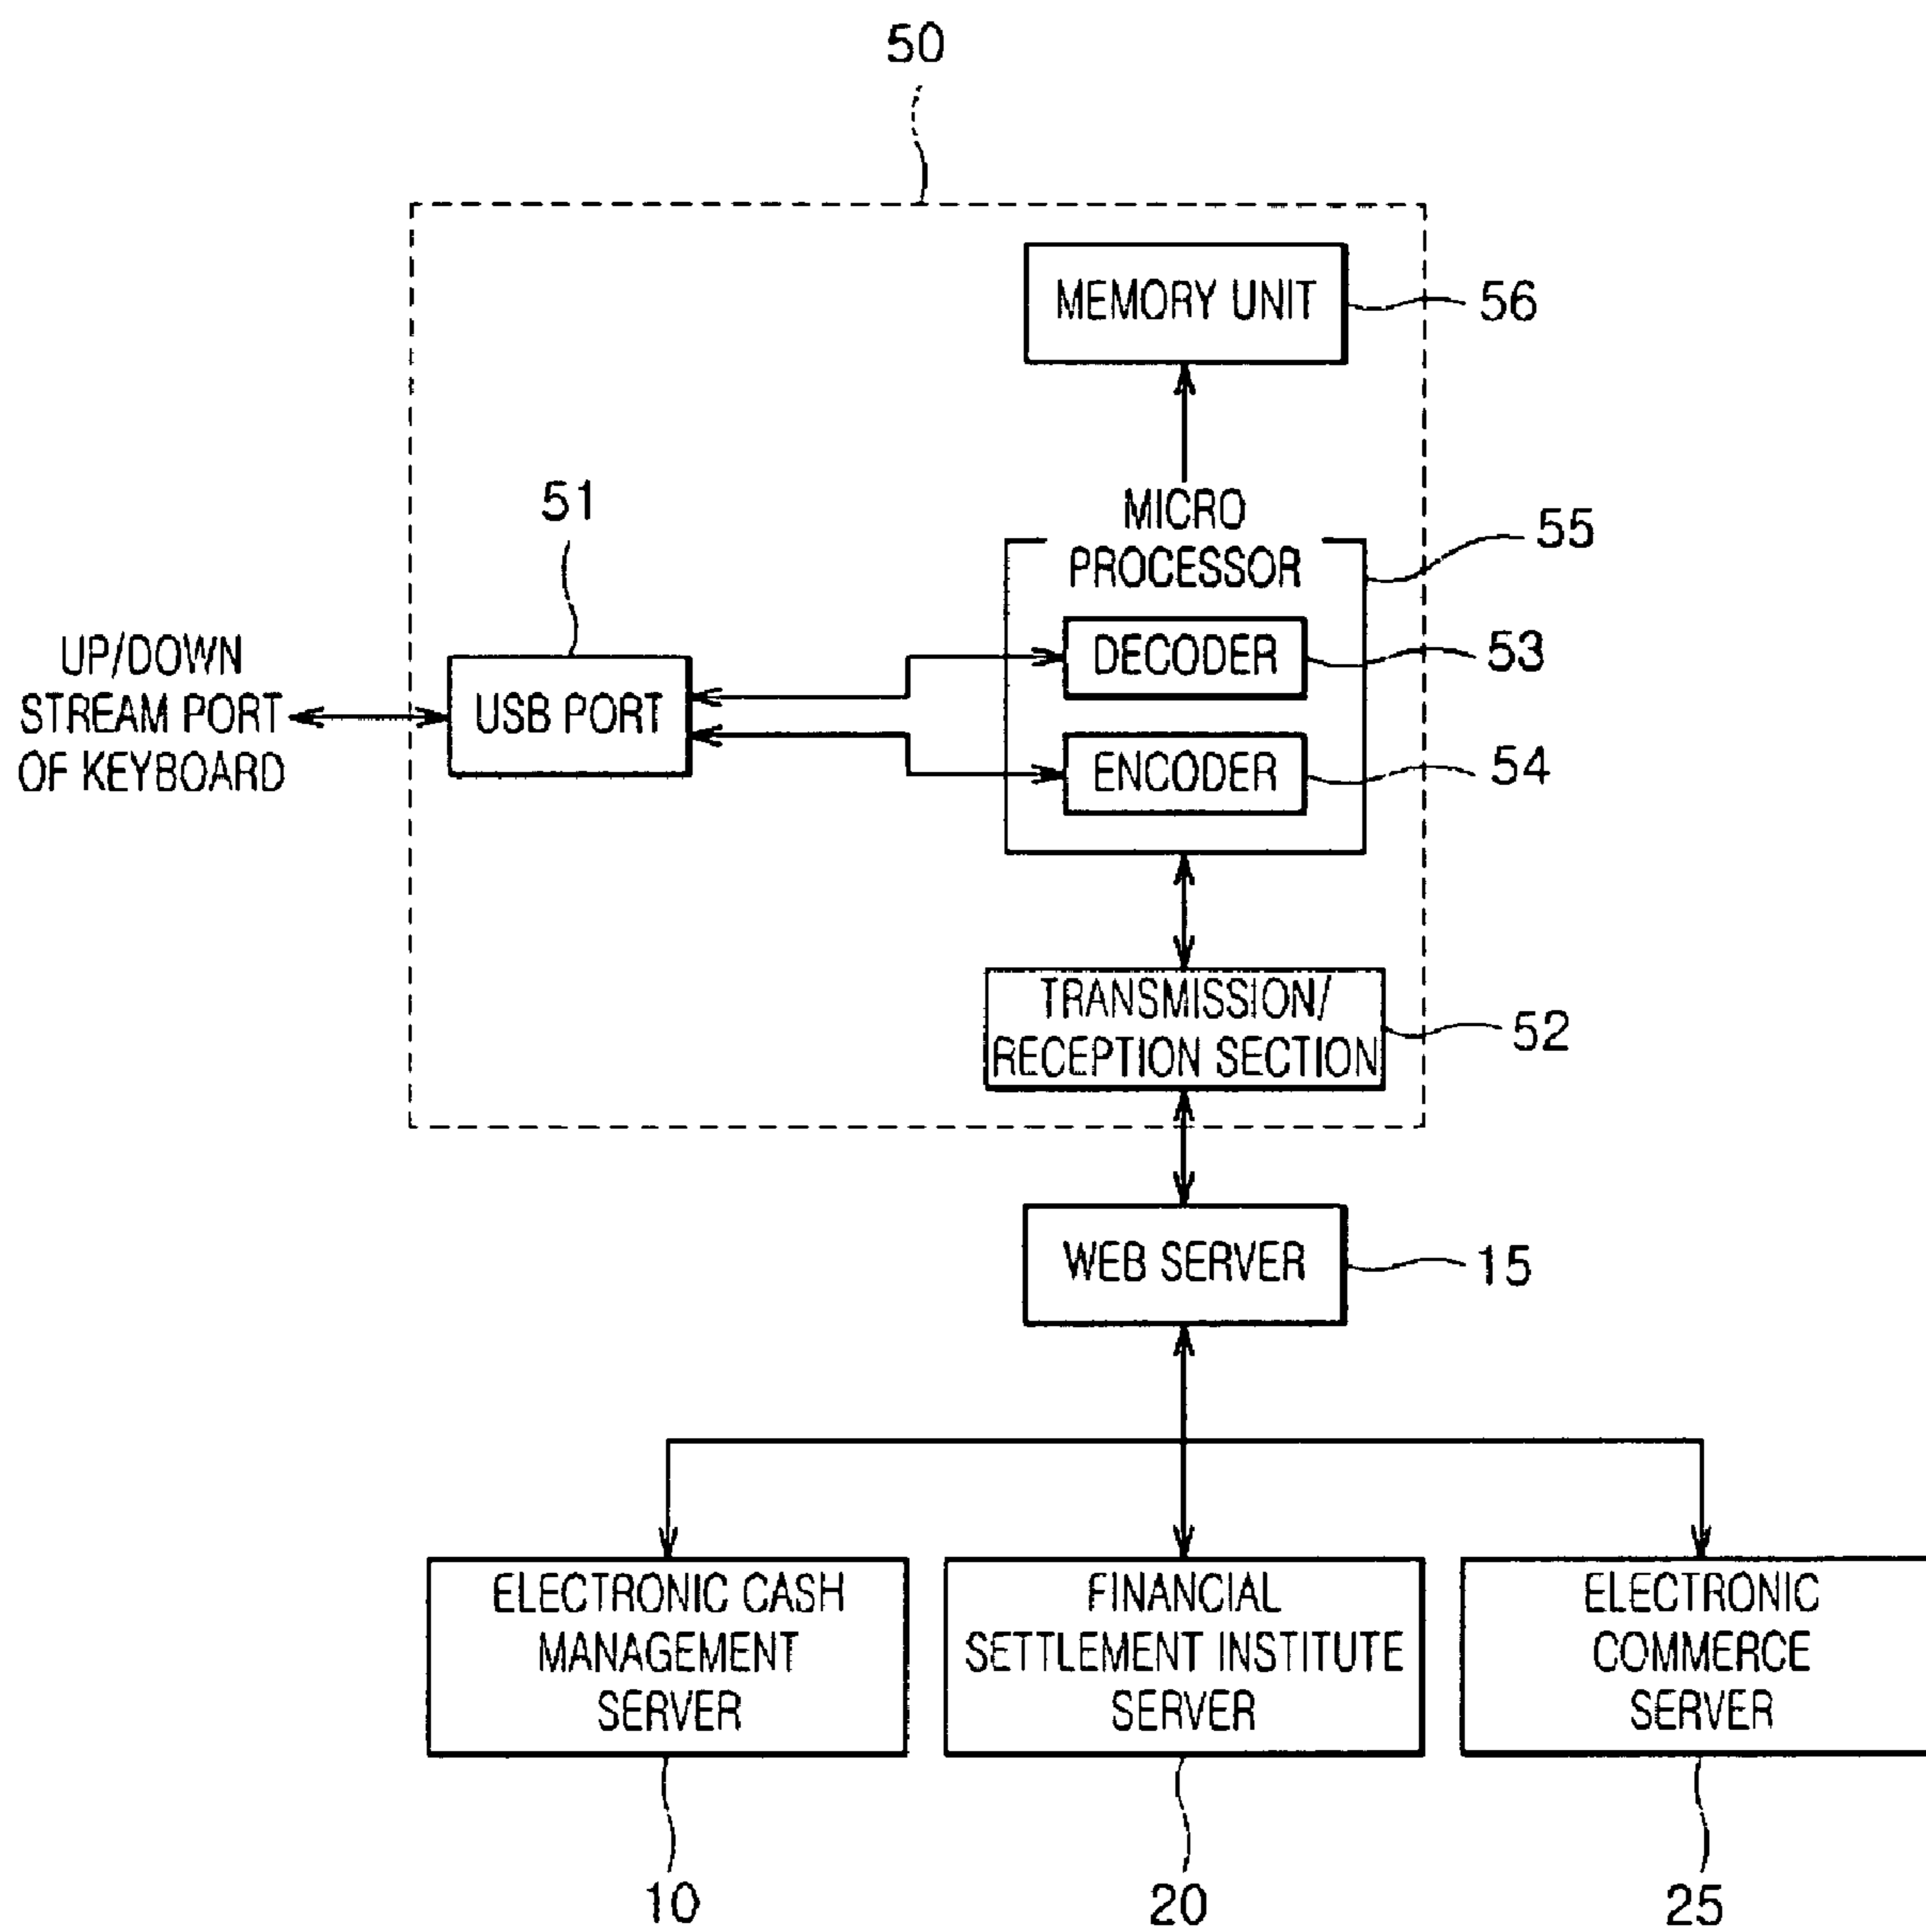 50
MEMORY UNIT
56
51
MICRO
PROCESSOR
55
UP/DOWN
STREAM PORT
OF KEYBOARD
USB PORT
DECODER
53
ENCODER
54
TRANSMISSION/
RECEPTION SECTION
52
WEB SERVER
15
ELECTRONIC CASH
MANAGEMENT
SERVER
FINANCIAL
SETTLEMENT INSTITUTE
SERVER
ELECTRONIC
COMMERCE
SERVER
10
20
25